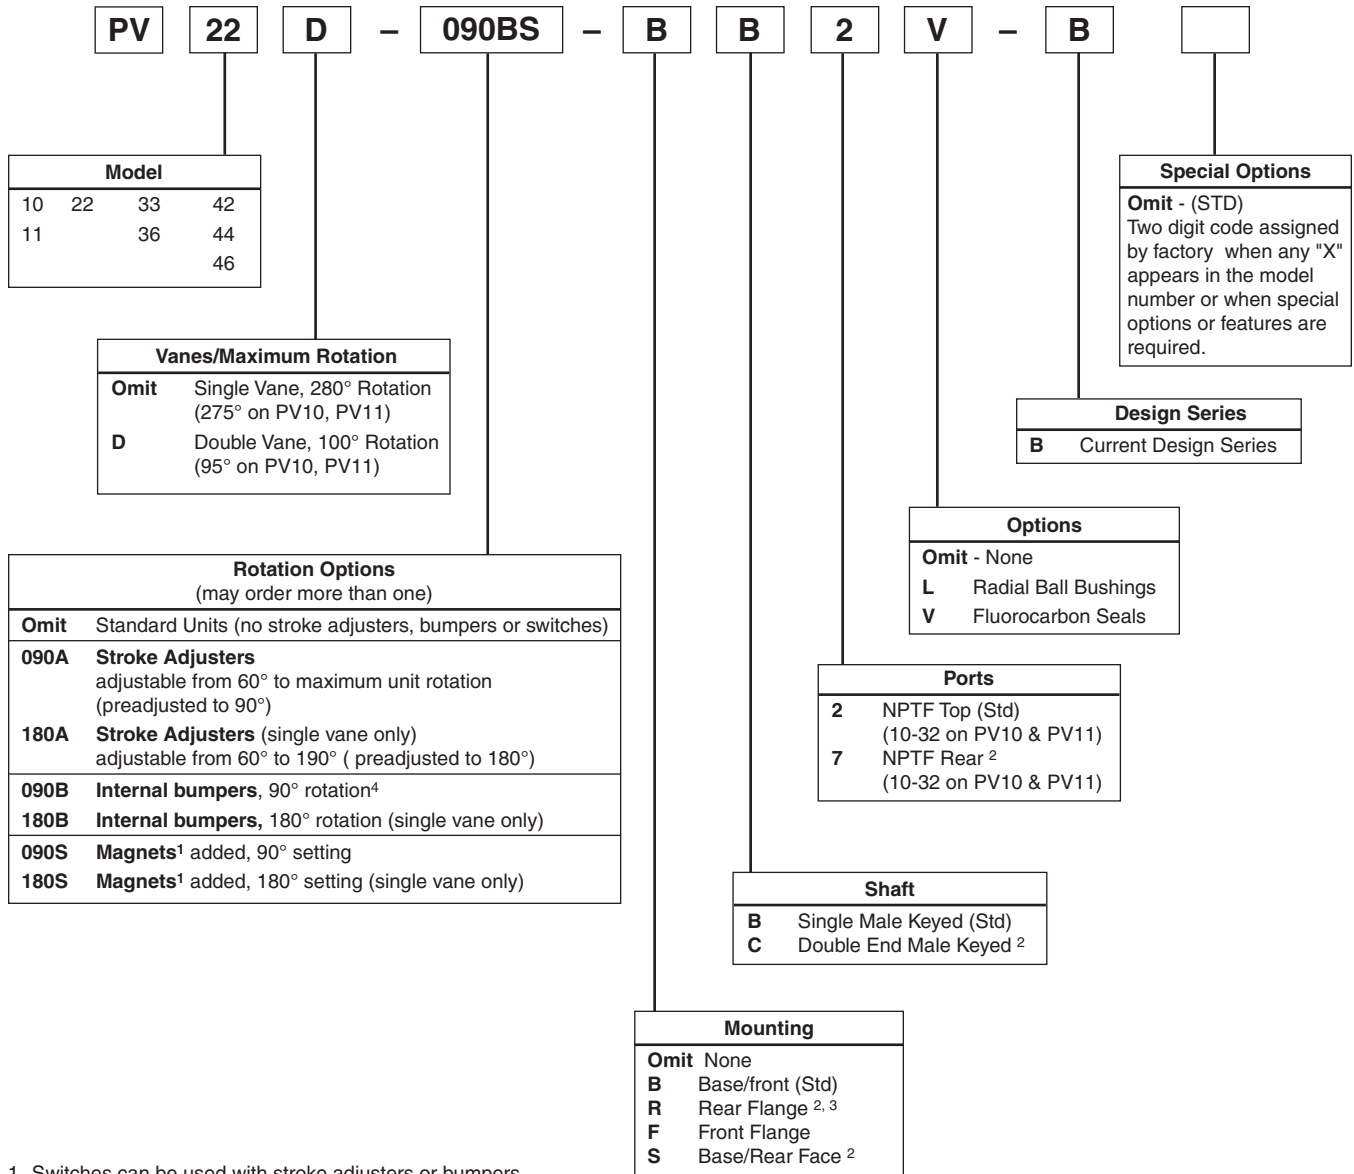 PV 22 D – 090BS – B B 2 V – B
Model
10 22 33 42
11 36 44
46
Vanes/Maximum Rotation
Omit Single Vane, 280° Rotation
(275° on PV10, PV11)
D Double Vane, 100° Rotation
(95° on PV10, PV11)
Rotation Options
(may order more than one)
Omit Standard Units (no stroke adjusters, bumpers or switches)
090A Stroke Adjusters
adjustable from 60° to maximum unit rotation
(preadjusted to 90°)
180A Stroke Adjusters (single vane only)
adjustable from 60° to 190° ( preadjusted to 180°)
090B Internal bumpers, 90° rotation4
180B Internal bumpers, 180° rotation (single vane only)
090S Magnets1 added, 90° setting
180S Magnets1 added, 180° setting (single vane only)
Special Options
Omit - (STD)
Two digit code assigned
by factory when any "X"
appears in the model
number or when special
options or features are
required.
Design Series
B Current Design Series
Options
Omit - None
L Radial Ball Bushings
V Fluorocarbon Seals
Ports
2 NPTF Top (Std)
(10-32 on PV10 & PV11)
7 NPTF Rear 2
(10-32 on PV10 & PV11)
Shaft
B Single Male Keyed (Std)
C Double End Male Keyed 2
Mounting
Omit None
B Base/front (Std)
R Rear Flange 2, 3
F Front Flange
S Base/Rear Face 2
1. Switches can be used with stroke adjusters or bumpers